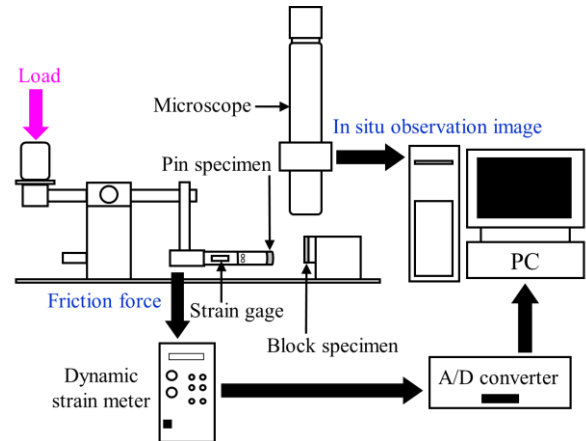 Load
Microscope
In situ observation image
Pin specimen
PC
Friction force
Strain gage
Block specimen
Dynamic
strain meter
A/D converter